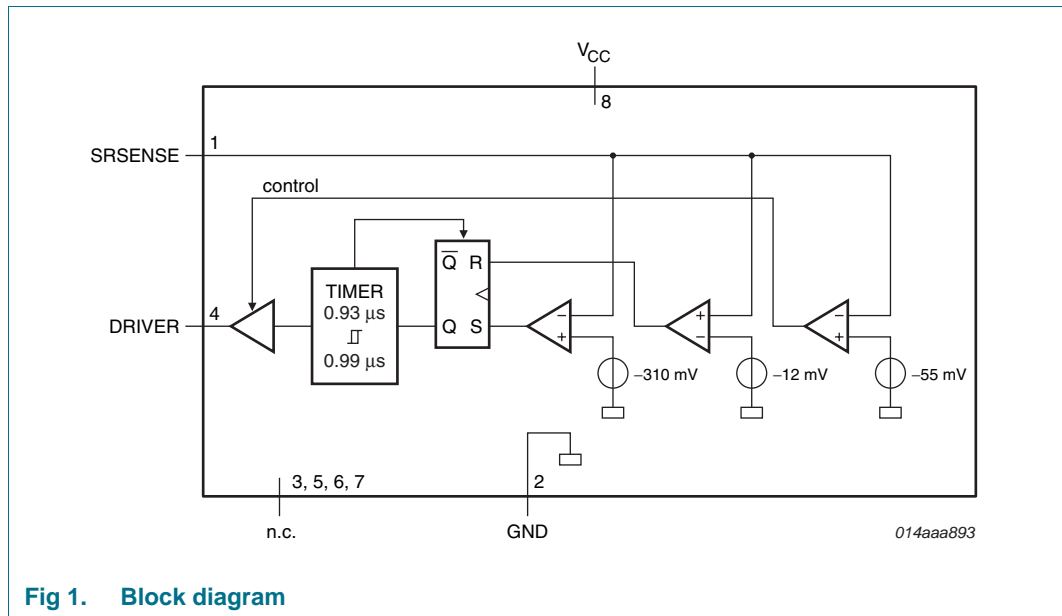 VCC
8
1
SRSENSE
control
Q R
TIMER
0.93 μs
0.99 μs
4
DRIVER
Q S
−
+
+
−
−
+
−310 mV
−12 mV
−55 mV
3, 5, 6, 7
2
n.c.
GND
014aaa893
Fig 1. Block diagram